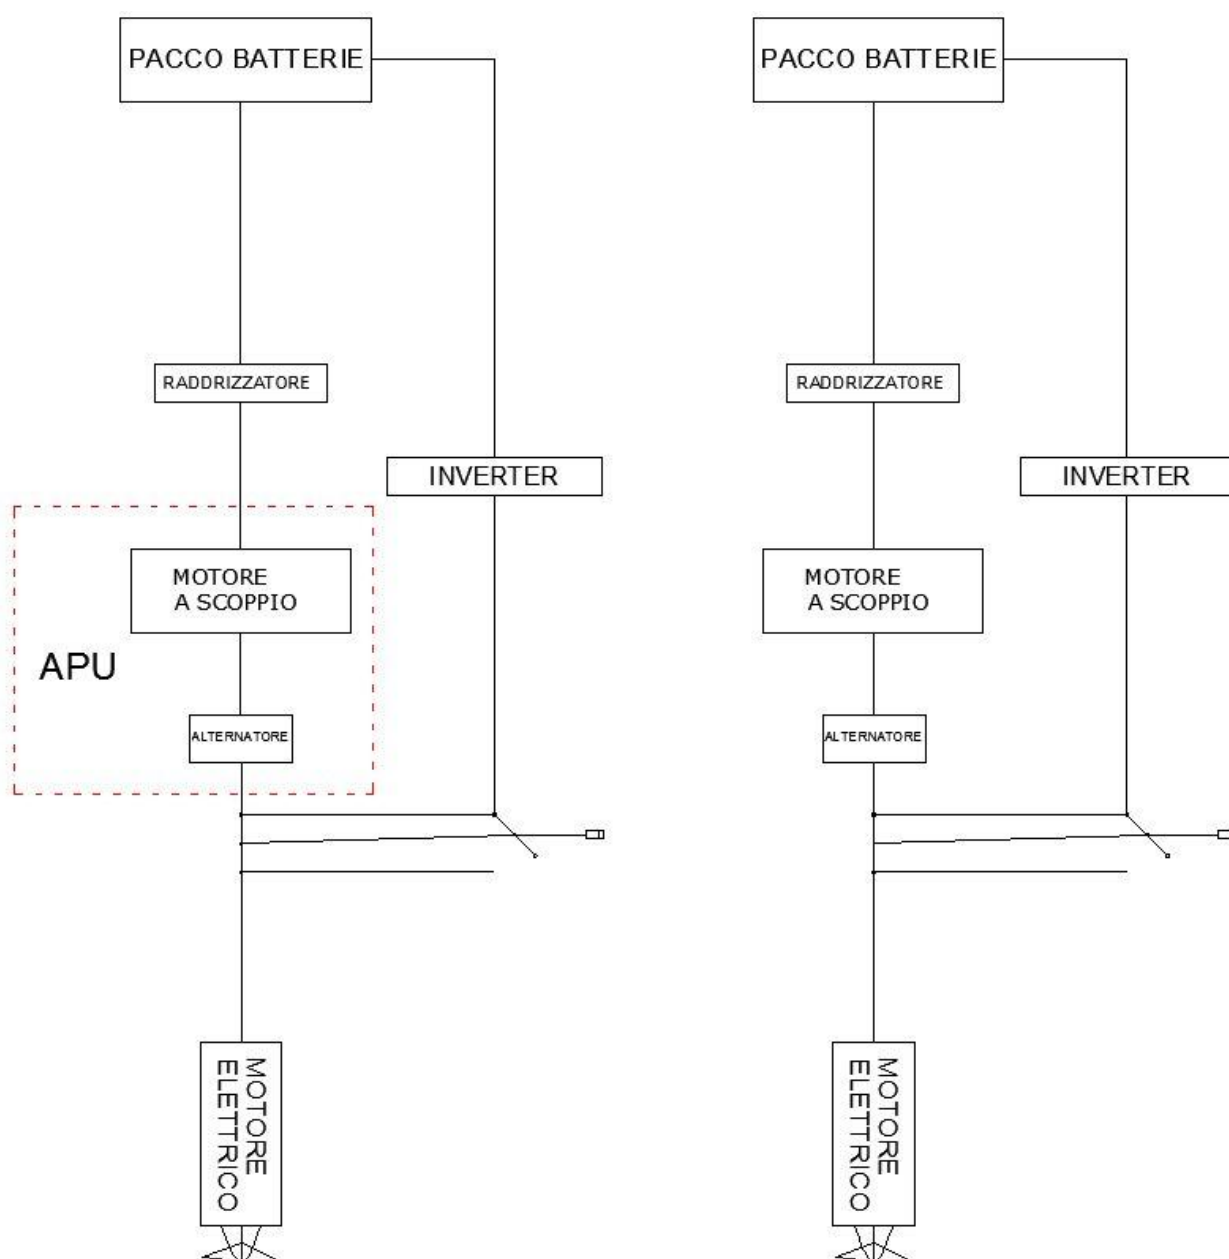 PACCO BATTERIE
PACCO BATTERIE
RADDRIZZATORE
RADDRIZZATORE
INVERTER
INVERTER
MOTORE
A SCOPPIO
MOTORE
A SCOPPIO
APU
ALTERNATORE
ALTERNATORE
MOTORE
ELETTRICO
MOTORE
ELETTRICO